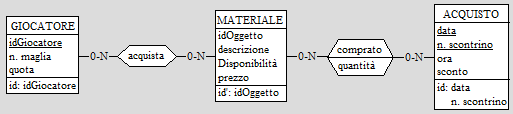 GIOCATORE
idGiocatore
n. maglia
quota
id: idGiocatore
0-N
acquista
0-N
MATERIALE
idOggetto
descrizione
Disponibilità
prezzo
id': idOggetto
0-N
comprato
quantità
0-N
ACQUISTO
data
n. scontrino
ora
sconto
id: data
n. scontrino